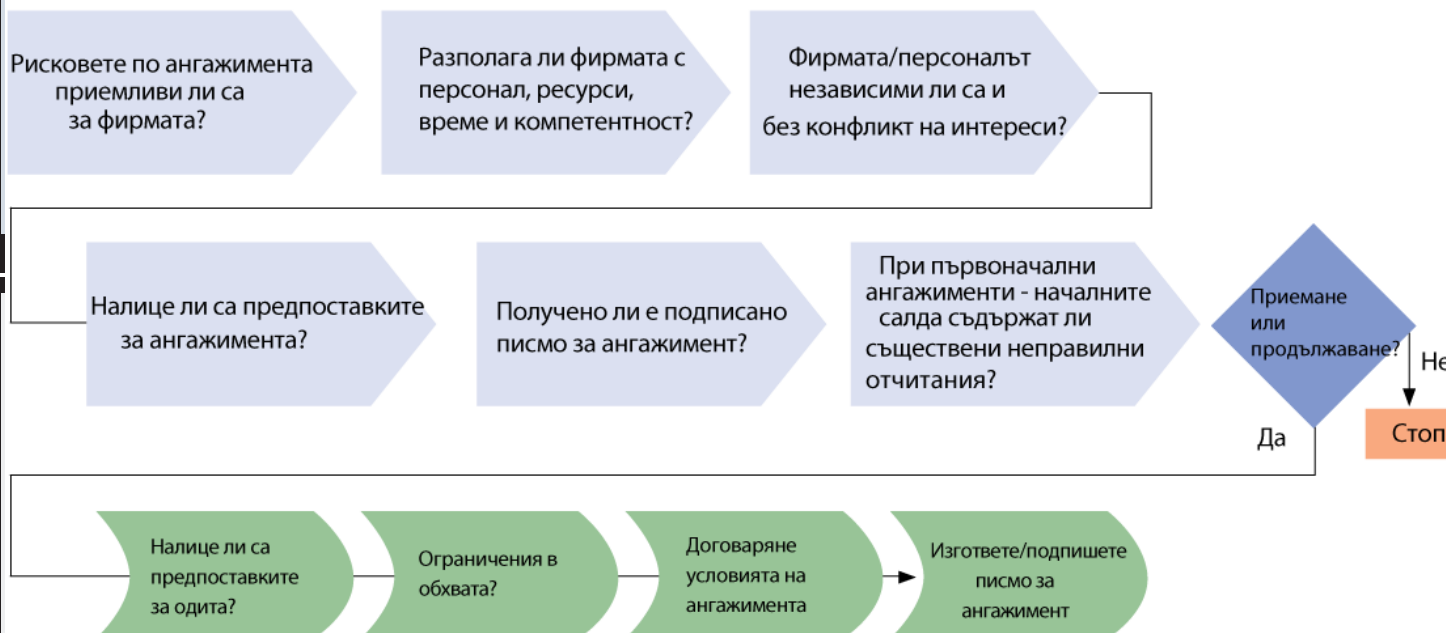 Рисковете по ангажимента
приемливи ли са
за фирмата?
Разполага ли фирмата с
персонал, ресурси,
време и компетентност?
Фирмата/персоналът
независими ли са и
без конфликт на интереси?
Налице ли са предпоставките
за ангажимента?
Получено ли е подписано
писмо за ангажимент?
При първоначални
ангажименти - началните
салда съдържат ли
съществени неправилни
отчитания?
Приемане
или
продължаване?
Не
Стоп
Да
Налице ли са
предпоставките
за одита?
Ограничения в
обхвата?
Договаряне
условията на
ангажимента
Изгответе/подпишете
писмо за
ангажимент